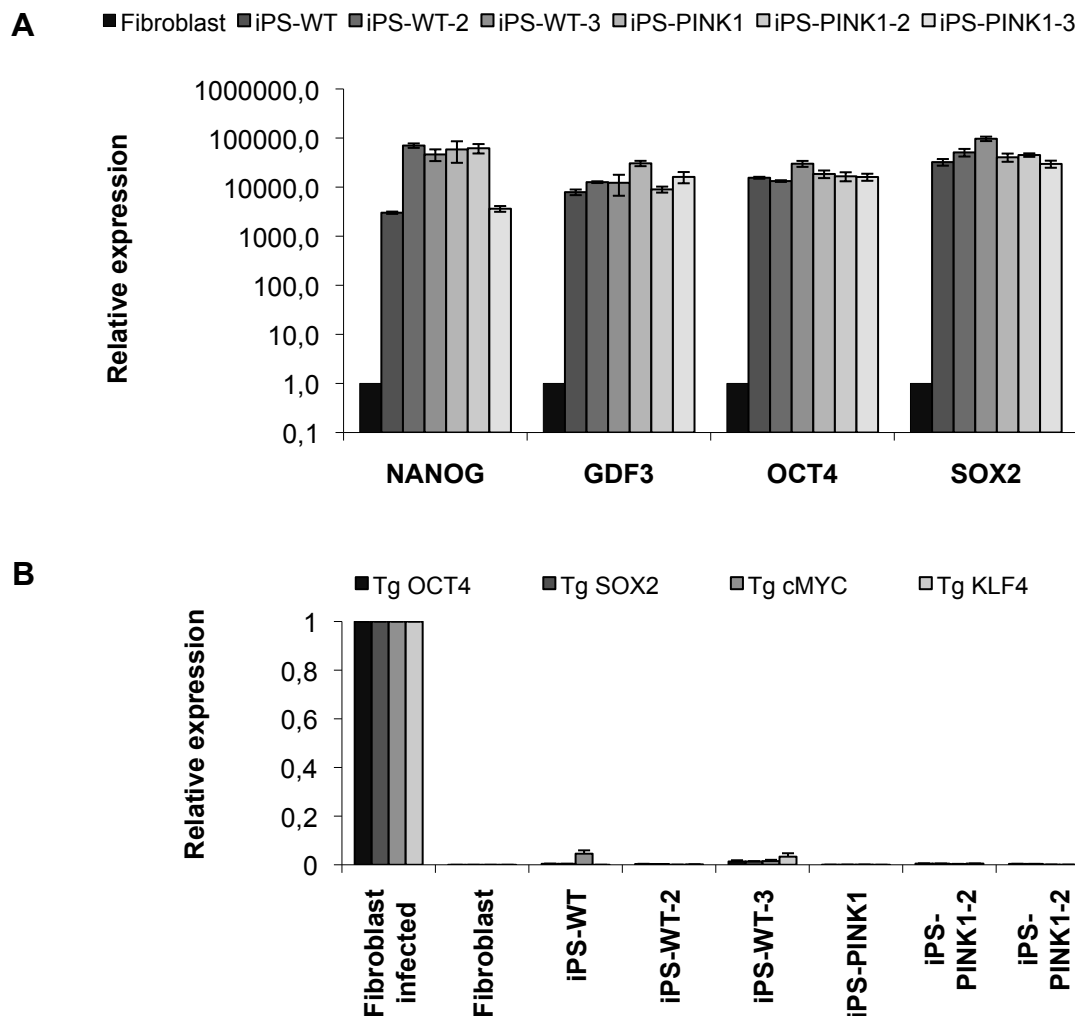 A
Fibroblast iPS-WT iPS-WT-2 iPS-WT-3 iPS-PINK1 iPS-PINK1-2 iPS-PINK1-3
Relative expression
1000000,0
100000,0
10000,0
1000,0
100,0
10,0
1,0
0,1
NANOG GDF3 OCT4 SOX2
B
Tg OCT4 Tg SOX2 Tg cMYC Tg KLF4
Relative expression
1
0,8
0,6
0,4
0,2
0
Fibroblast
infected
Fibroblast
iPS-WT
iPS-WT-2
iPS-WT-3
iPS-PINK1
iPS-
PINK1-2
iPS-
PINK1-2